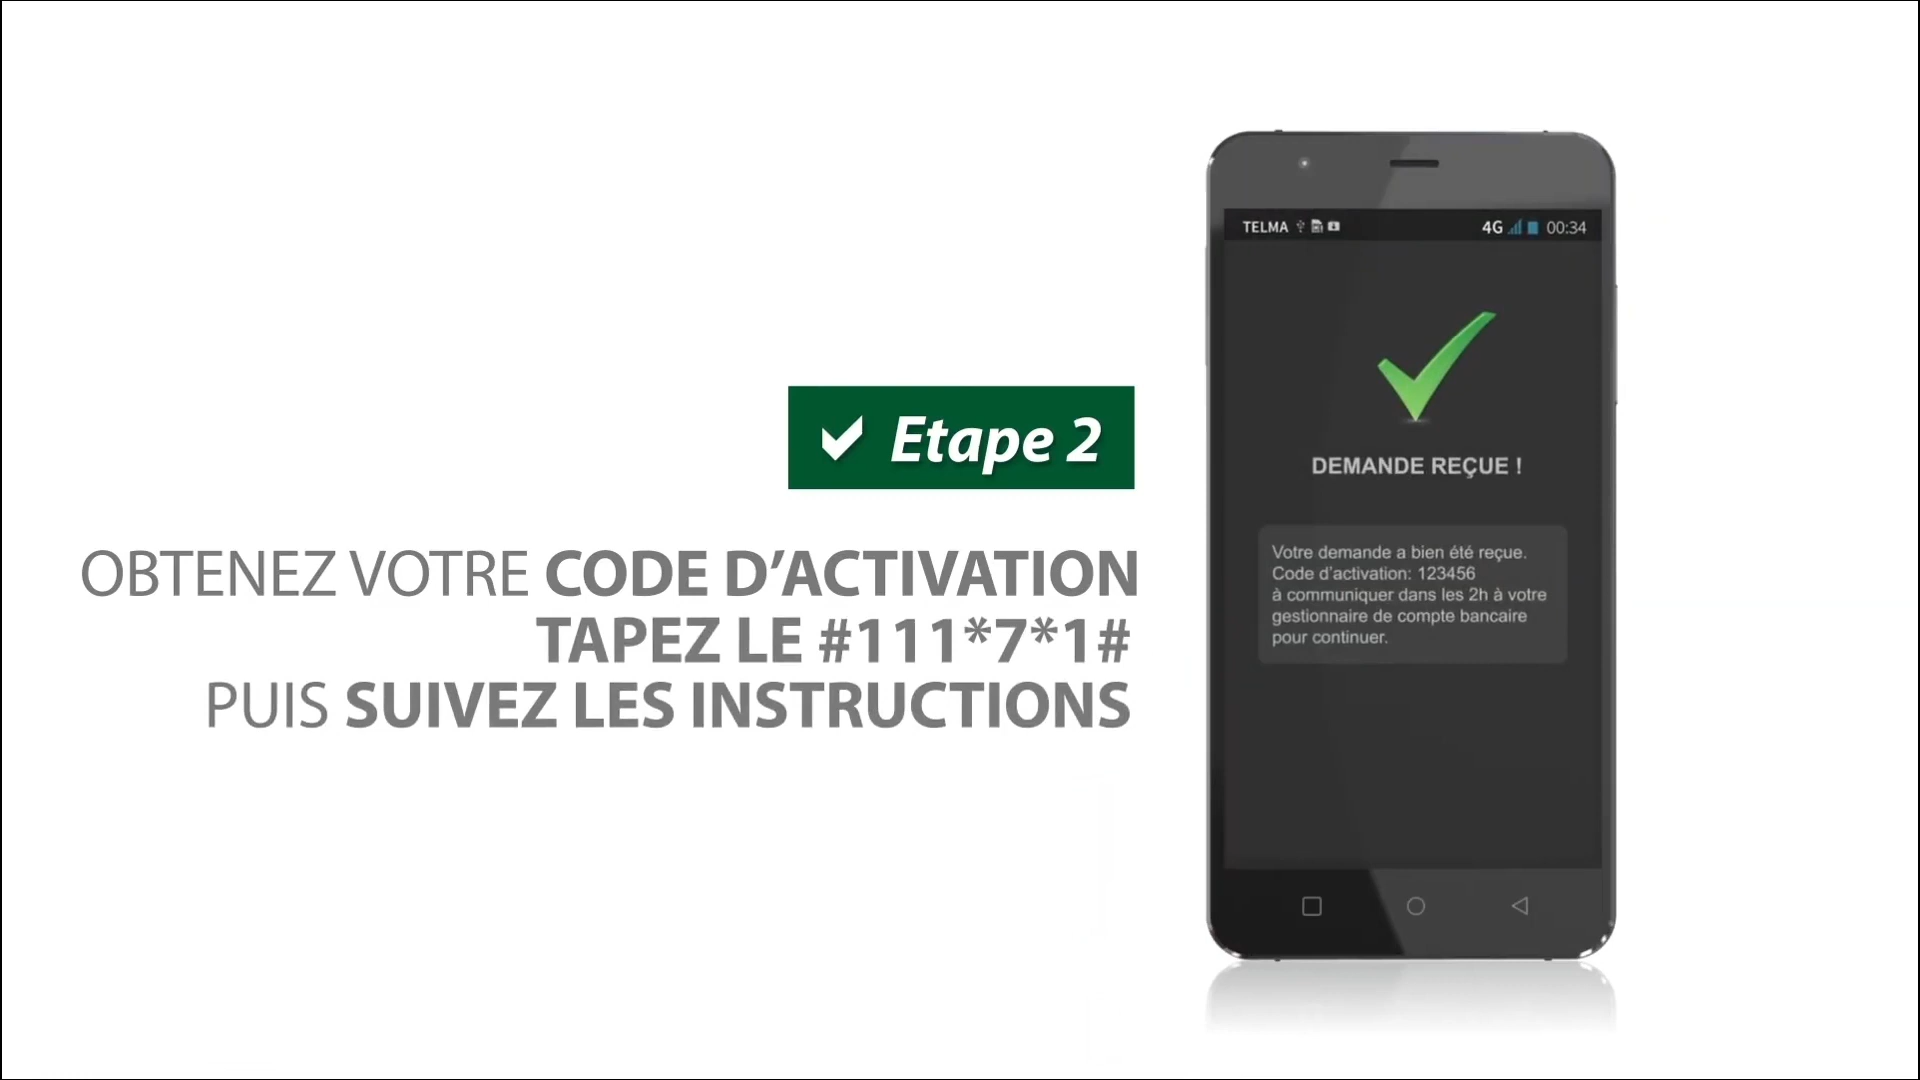 Etape 2
OBTENEZ VOTRE CODE D’ACTIVATION
TAPEZ LE #111*7*1#
PUIS SUIVEZ LES INSTRUCTIONS
TELMA 4G 00:34
DEMANDE REÇUE !
Votre demande a bien été reçue.
Code d’activation: 123456
à communiquer dans les 2h à votre
gestionnaire de compte bancaire
pour continuer.